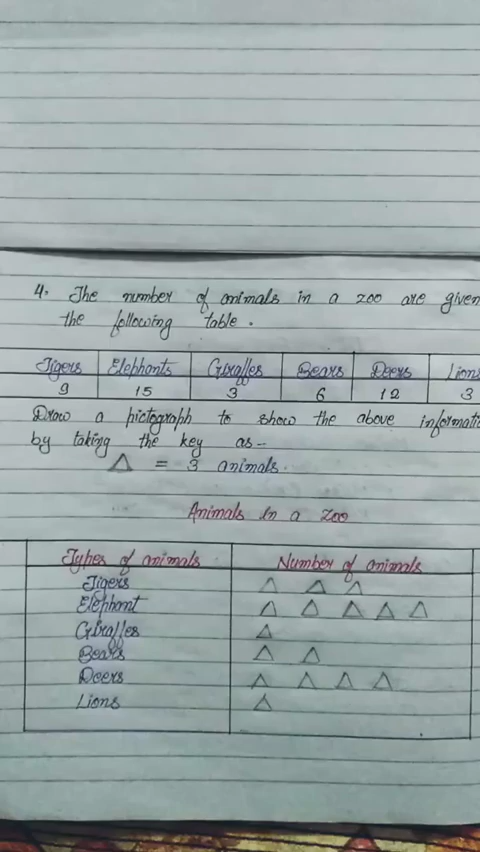 4. The number of animals in a zoo are given
the following table.
Tigers Elephants Giraffes Bears Deers Lions
9 15 3 6 12 3
Draw a pictograph to show the above informati
by taking the key as-
△ = 3 animals.
Animals in a zoo
Types of animals Number of animals
Tigers △ △ △
Elephant △ △ △ △ △
Giraffes △
Bears △ △
Deers △ △ △ △
Lions △